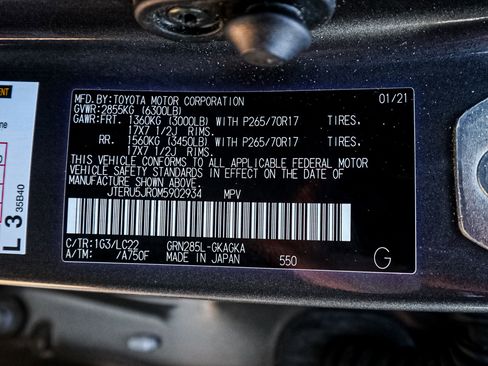 MFD.BY:TOYOTA MOTOR CORPORATION 01/21
GVWR:2855KG (6300LB)
GAWR:FRT. 1360KG (3000LB) WITH P265/70R17 TIRES.
17X7 1/2J RIMS.
RR. 1560KG (3450LB) WITH P265/70R17 TIRES.
17X7 1/2J RIMS.
THIS VEHICLE CONFORMS TO ALL APPLICABLE FEDERAL MOTOR
VEHICLE SAFETY STANDARDS IN EFFECT ON THE DATE OF
MANUFACTURE SHOWN ABOVE.
JTERU5JR0M5902934 MPV
C/TR:1G3/LC22 GRN285L-GKAGKA
A/TM: /A750F MADE IN JAPAN 550 G
L 3
35B40